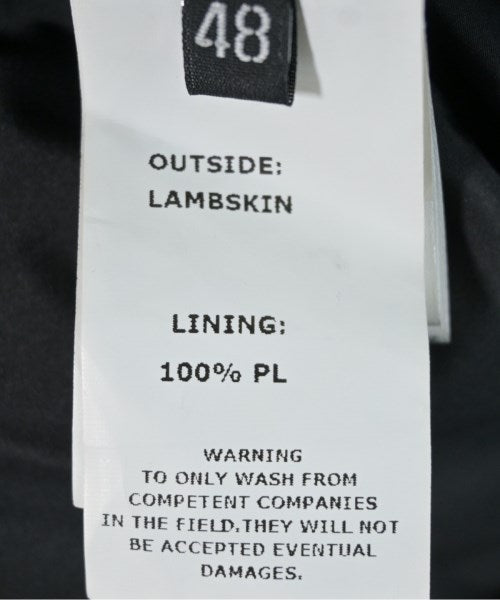 48
OUTSIDE:
LAMBSKIN
LINING:
100% PL
WARNING
TO ONLY WASH FROM
COMPETENT COMPANIES
IN THE FIELD.THEY WILL NOT
BE ACCEPTED EVENTUAL
DAMAGES.